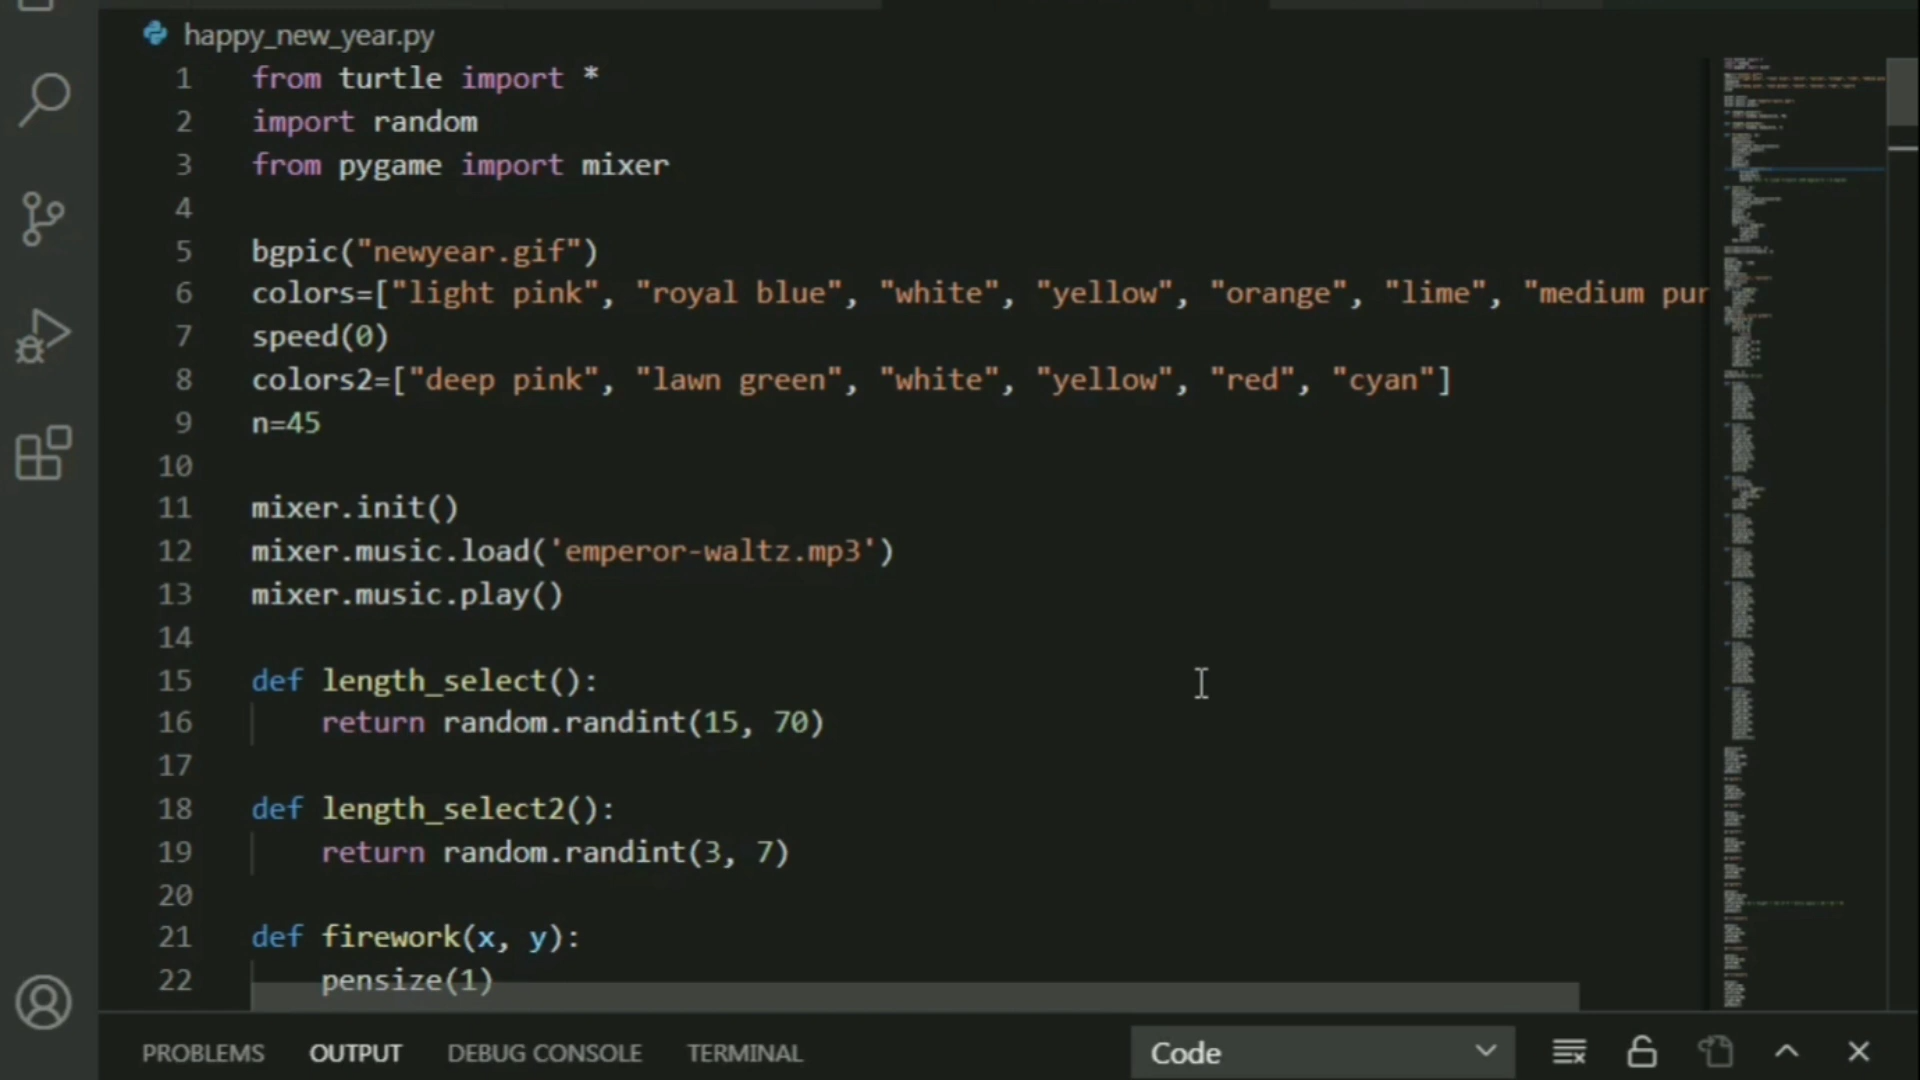 happy_new_year.py
1 from turtle import *
2 import random
3 from pygame import mixer
4
5 bgpic("newyear.gif")
6 colors=["light pink", "royal blue", "white", "yellow", "orange", "lime", "medium pur
7 speed(0)
8 colors2=["deep pink", "lawn green", "white", "yellow", "red", "cyan"]
9 n=45
10
11 mixer.init()
12 mixer.music.load('emperor-waltz.mp3')
13 mixer.music.play()
14
15 def length_select():
16 return random.randint(15, 70)
17
18 def length_select2():
19 return random.randint(3, 7)
20
21 def firework(x, y):
22 pensize(1)
PROBLEMS OUTPUT DEBUG CONSOLE TERMINAL Code